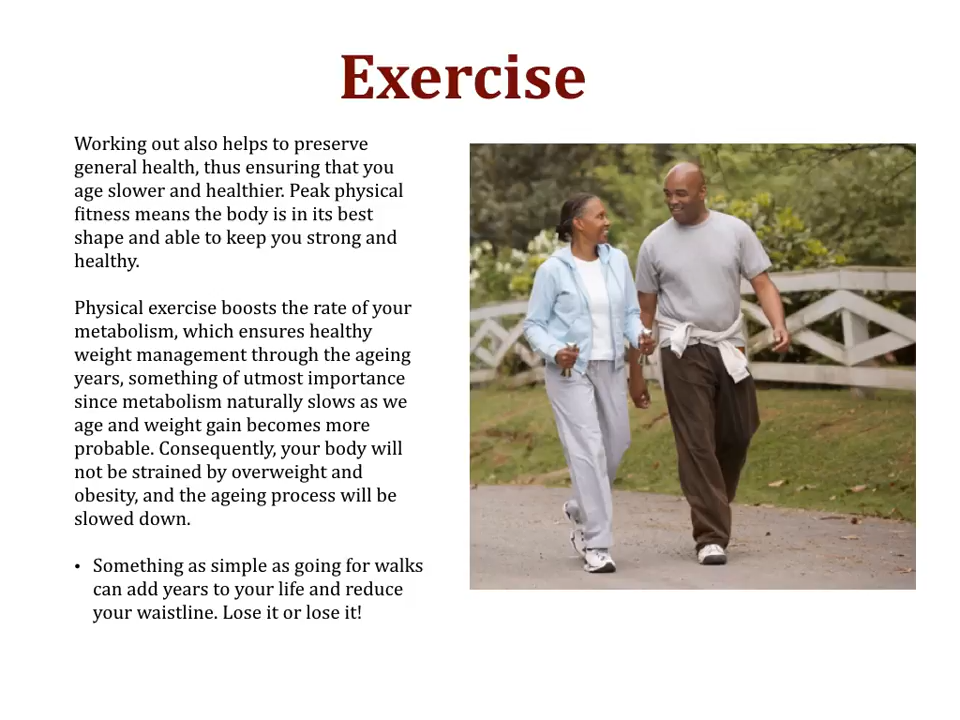 Exercise
Working out also helps to preserve
general health, thus ensuring that you
age slower and healthier. Peak physical
fitness means the body is in its best
shape and able to keep you strong and
healthy.
Physical exercise boosts the rate of your
metabolism, which ensures healthy
weight management through the ageing
years, something of utmost importance
since metabolism naturally slows as we
age and weight gain becomes more
probable. Consequently, your body will
not be strained by overweight and
obesity, and the ageing process will be
slowed down.
• Something as simple as going for walks
can add years to your life and reduce
your waistline. Lose it or lose it!